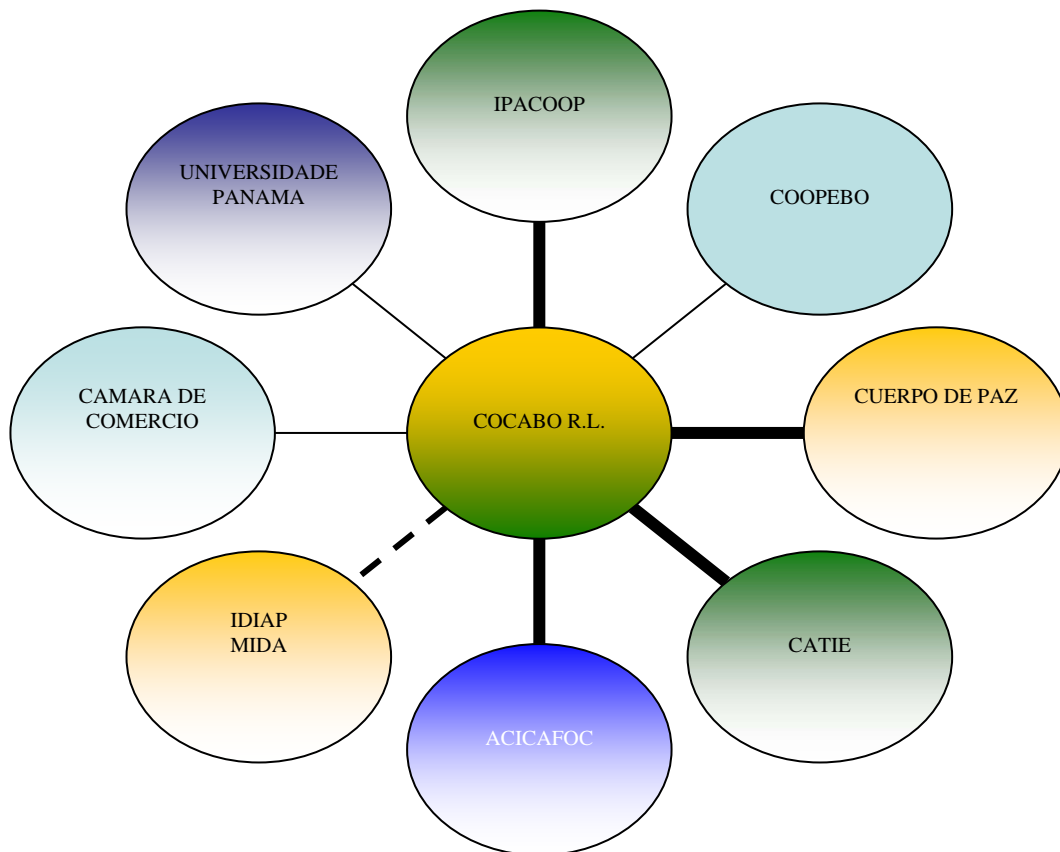 IPACOOP
UNIVERSIDADE
PANAMA
COOPEBO
CAMARA DE
COMERCIO
COCABO R.L.
CUERPO DE PAZ
IDIAP
MIDA
CATIE
ACICAFOC